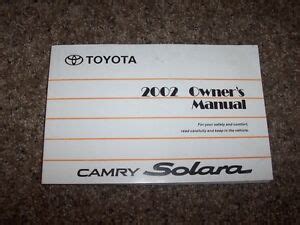 TOYOTA
2002 Owner's
Manual
For your safety and comfort,
read carefully and keep in the vehicle.
CAMRY Solara